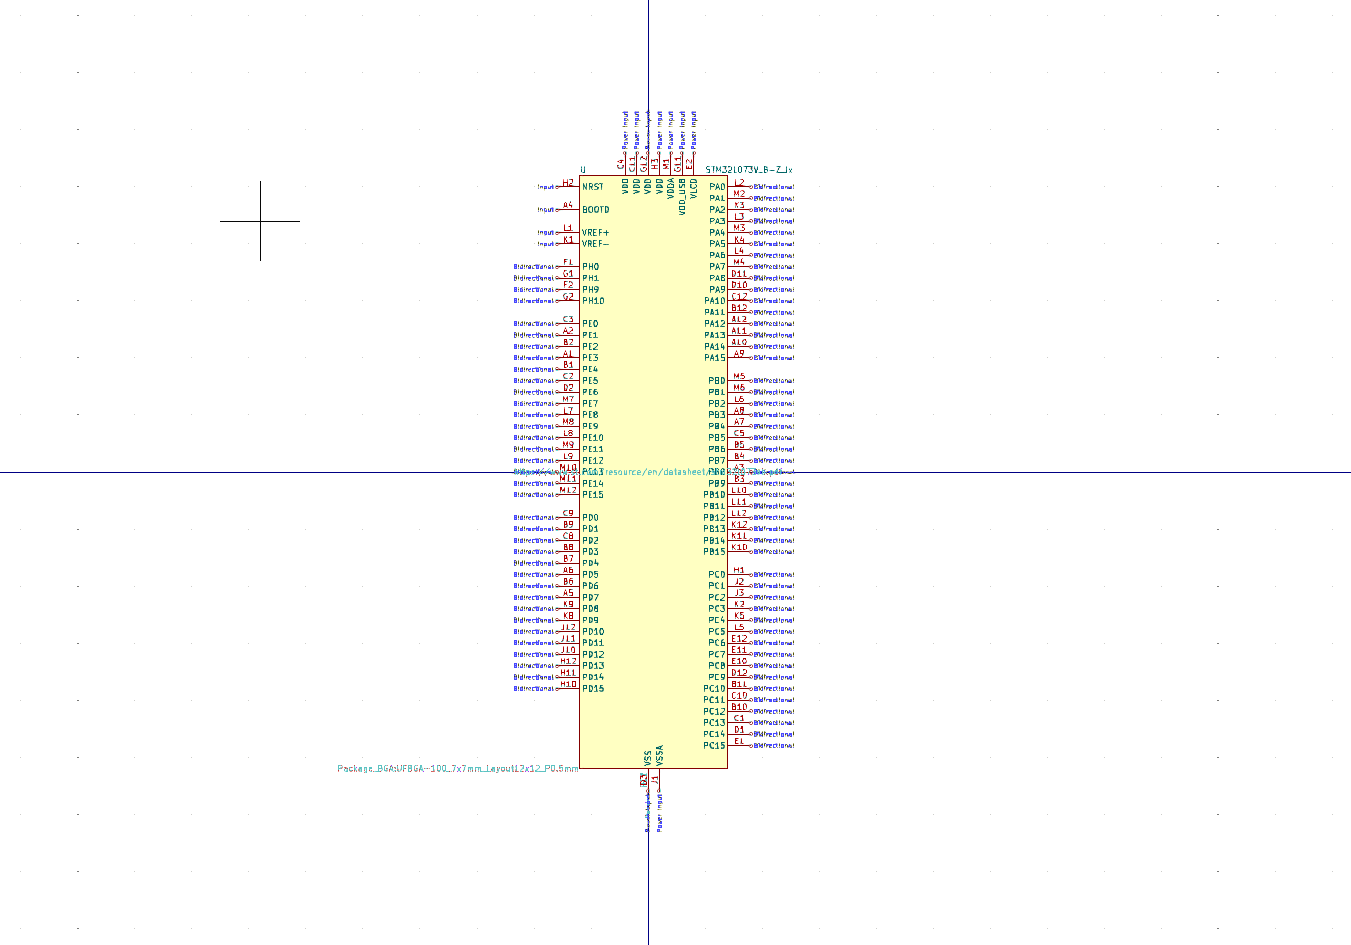 Power Input Power Input Power Input Power Input Power Input Power Input
C4 C11 G12 H3 M1 G11 E2
U STM32L073V_B-Z_Ix
VDD VDD VDD VDD VDDA VDD_USB VLCD
Input H2 NRST PA0 L2 Bidirectional
PA1 M2 Bidirectional
Input A4 BOOT0 PA2 K3 Bidirectional
PA3 L3 Bidirectional
Input L1 VREF+ PA4 M3 Bidirectional
Input K1 VREF- PA5 K4 Bidirectional
PA6 L4 Bidirectional
Bidirectional F1 PH0 PA7 M4 Bidirectional
Bidirectional G1 PH1 PA8 D11 Bidirectional
Bidirectional F2 PH9 PA9 D10 Bidirectional
Bidirectional G2 PH10 PA10 C12 Bidirectional
PA11 B12 Bidirectional
Bidirectional C3 PE0 PA12 A12 Bidirectional
Bidirectional A2 PE1 PA13 A11 Bidirectional
Bidirectional B2 PE2 PA14 A10 Bidirectional
Bidirectional A1 PE3 PA15 A9 Bidirectional
Bidirectional B1 PE4
Bidirectional C2 PE5 PB0 M5 Bidirectional
Bidirectional D2 PE6 PB1 M6 Bidirectional
Bidirectional M7 PE7 PB2 L6 Bidirectional
Bidirectional L7 PE8 PB3 A8 Bidirectional
Bidirectional M8 PE9 PB4 A7 Bidirectional
Bidirectional L8 PE10 PB5 C5 Bidirectional
Bidirectional M9 PE11 PB6 B5 Bidirectional
Bidirectional L9 PE12 PB7 B4 Bidirectional
M10 PE13 resource/en/datasheet/ PB8 A3 Bidirectional
Bidirectional M11 PE14 PB9 B3 Bidirectional
Bidirectional M12 PE15 PB10 L10 Bidirectional
PB11 L11 Bidirectional
Bidirectional C9 PD0 PB12 L12 Bidirectional
Bidirectional B9 PD1 PB13 K12 Bidirectional
Bidirectional C8 PD2 PB14 K11 Bidirectional
Bidirectional B8 PD3 PB15 K10 Bidirectional
Bidirectional B7 PD4
Bidirectional A6 PD5 PC0 H1 Bidirectional
Bidirectional B6 PD6 PC1 J2 Bidirectional
Bidirectional A5 PD7 PC2 J3 Bidirectional
Bidirectional K9 PD8 PC3 K2 Bidirectional
Bidirectional K8 PD9 PC4 K5 Bidirectional
Bidirectional J12 PD10 PC5 L5 Bidirectional
Bidirectional J11 PD11 PC6 E12 Bidirectional
Bidirectional J10 PD12 PC7 E11 Bidirectional
Bidirectional H12 PD13 PC8 E10 Bidirectional
Bidirectional H11 PD14 PC9 D12 Bidirectional
Bidirectional H10 PD15 PC10 B11 Bidirectional
PC11 C10 Bidirectional
PC12 B10 Bidirectional
PC13 C1 Bidirectional
PC14 D1 Bidirectional
PC15 E1 Bidirectional
VSS VSSA
Package_BGA:UFBGA-100_7x7mm_Layout12x12_P0.5mm
J1
Power Input